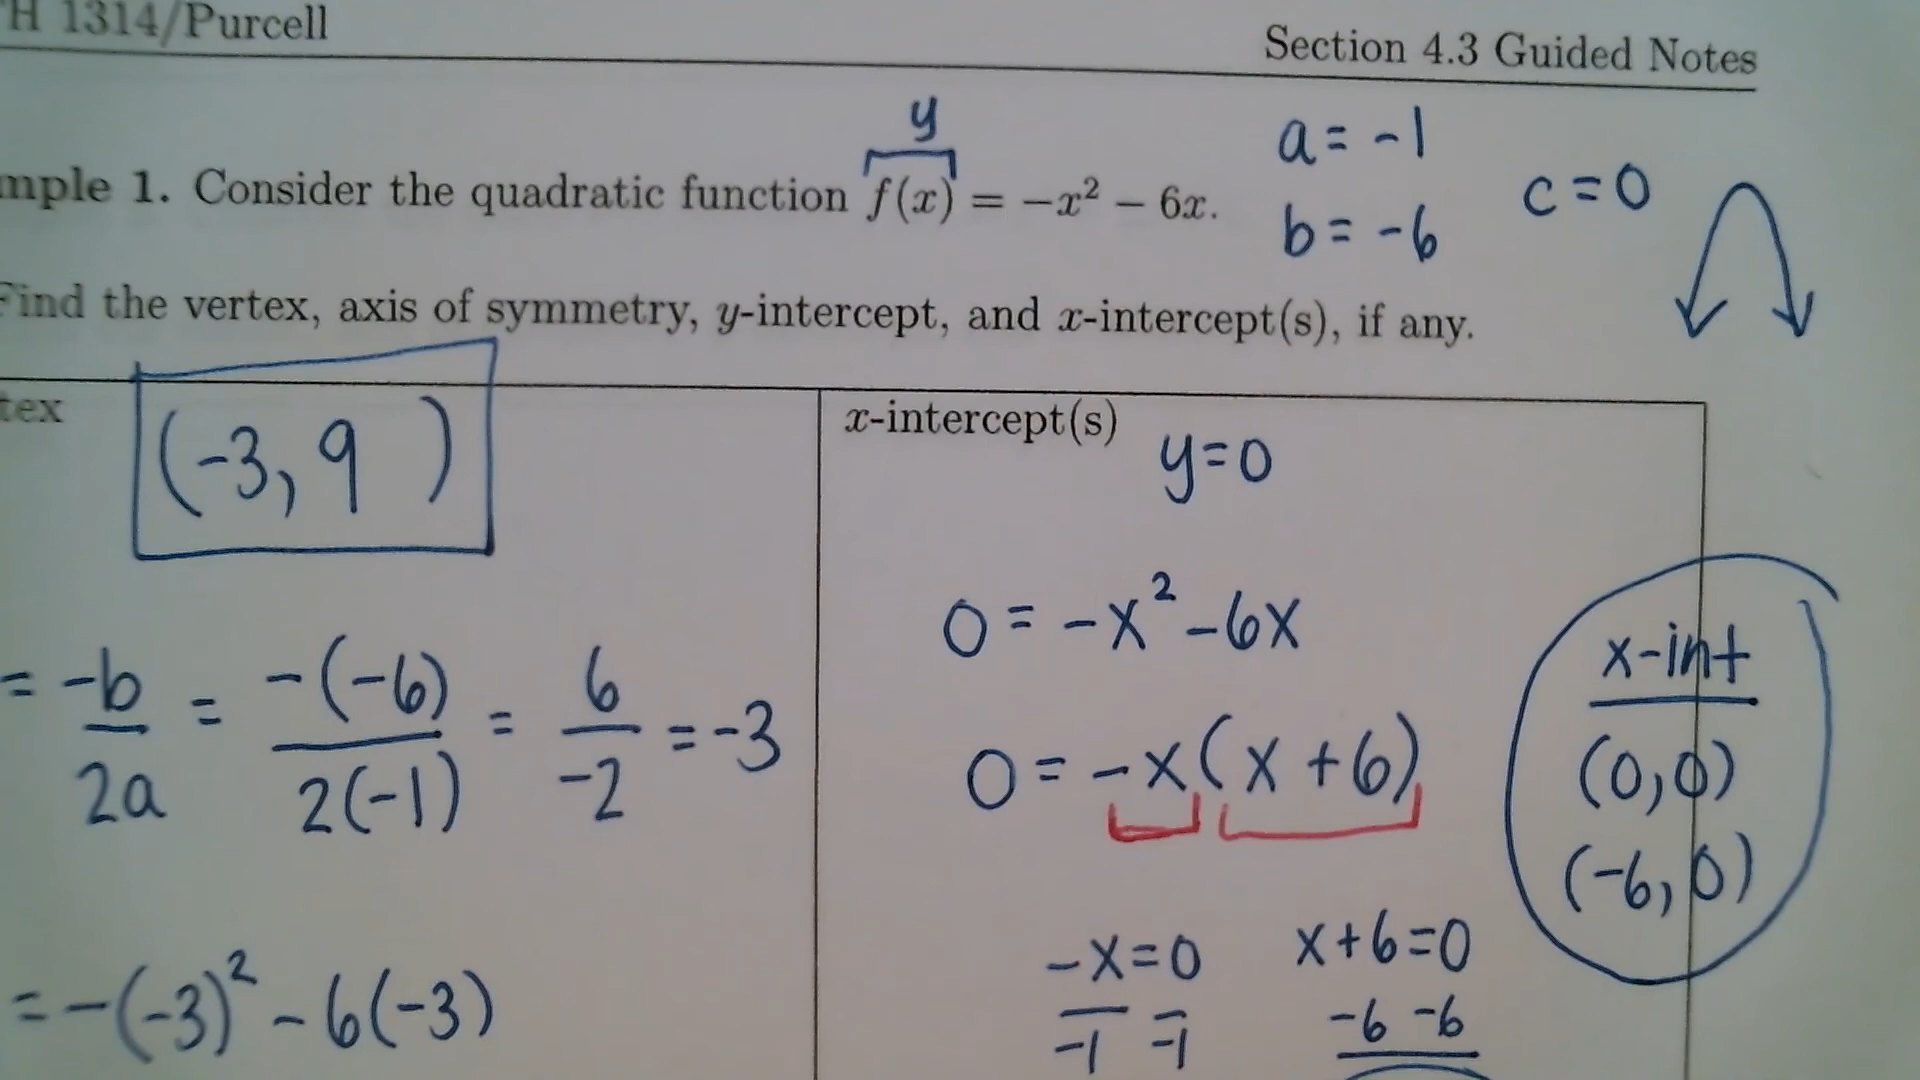 H 1314/Purcell
Section 4.3 Guided Notes
y
mple 1. Consider the quadratic function f(x) = −x² − 6x.
a = -1
b = -6
c = 0
Find the vertex, axis of symmetry, y-intercept, and x-intercept(s), if any.
tex
(-3, 9 )
= -b/2a = -(-6)/2(-1) = 6/-2 = -3
= -(-3)² - 6(-3)
x-intercept(s)
y=0
0 = -x² - 6x
0 = -x(x + 6)
-x=0
-1 -1
x+6=0
-6 -6
x-int
(0,0)
(-6,0)